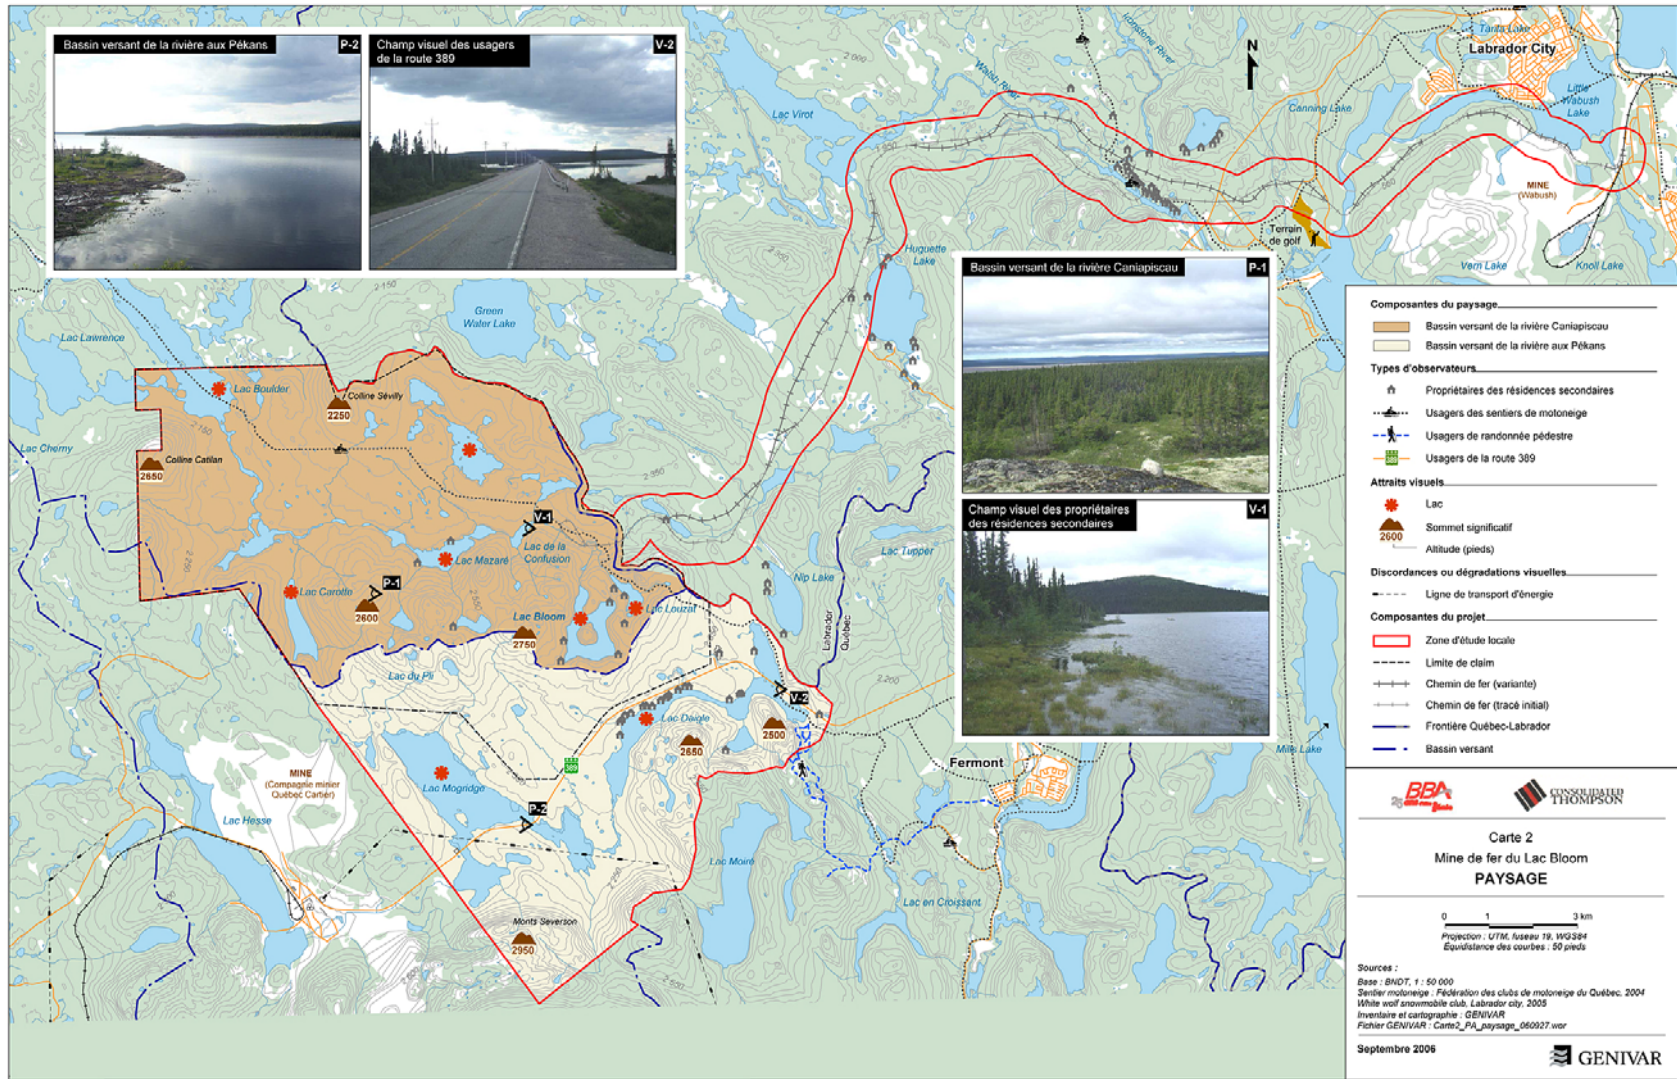 Bassin versant de la rivière aux Pékans
P-2
Champ visuel des usagers
de la route 389
V-2
Lac Virot
Walsh River
Canning Lake
N
Tanta Lake
Labrador City
Little
Wabush
Lake
MINE
(Wabush)
Terrain
de golf
Vern Lake
Knoll Lake
Huguette
Lake
Green
Water Lake
Lac Lawrence
Lac Boulder
Colline Sévilly
2250
Lac Cherny
Colline Catilan
2650
V-1
Lac de la
Confusion
Lac Mazaré
P-1
Lac Carotte
2600
Lac Bloom
Lac Louzat
2750
Lac Tupper
Nip Lake
Labrador
Québec
Lac du Pli
V-2
Lac Daigle
2500
2650
389
MINE
(Compagnie minier
Québec Cartier)
Lac Hesse
Lac Mogridge
P-2
Fermont
Mills Lake
Lac Moiré
Lac en Croissant
Monts Severson
2950
Bassin versant de la rivière Caniapiscau
P-1
Champ visuel des propriétaires
des résidences secondaires
V-1
Composantes du paysage
Bassin versant de la rivière Caniapiscau
Bassin versant de la rivière aux Pékans
Types d'observateurs
Propriétaires des résidences secondaires
Usagers des sentiers de motoneige
Usagers de randonnée pédestre
389
Usagers de la route 389
Attraits visuels
Lac
Sommet significatif
2600
Altitude (pieds)
Discordances ou dégradations visuelles
Ligne de transport d'énergie
Composantes du projet
Zone d'étude locale
Limite de claim
Chemin de fer (variante)
Chemin de fer (tracé initial)
Frontière Québec-Labrador
Bassin versant
BBA
CONSOLIDATED
THOMPSON
Carte 2
Mine de fer du Lac Bloom
PAYSAGE
0 1 3 km
Projection : UTM, fuseau 19, WGS84
Équidistance des courbes : 50 pieds
Sources :
Base : BNDT, 1 : 50 000
Sentier motoneige : Fédération des clubs de motoneige du Québec, 2004
White wolf snowmobile club, Labrador city, 2005
Inventaire et cartographie : GENIVAR
Fichier GENIVAR : Carte2_PA_paysage_060927.wor
Septembre 2006
GENIVAR